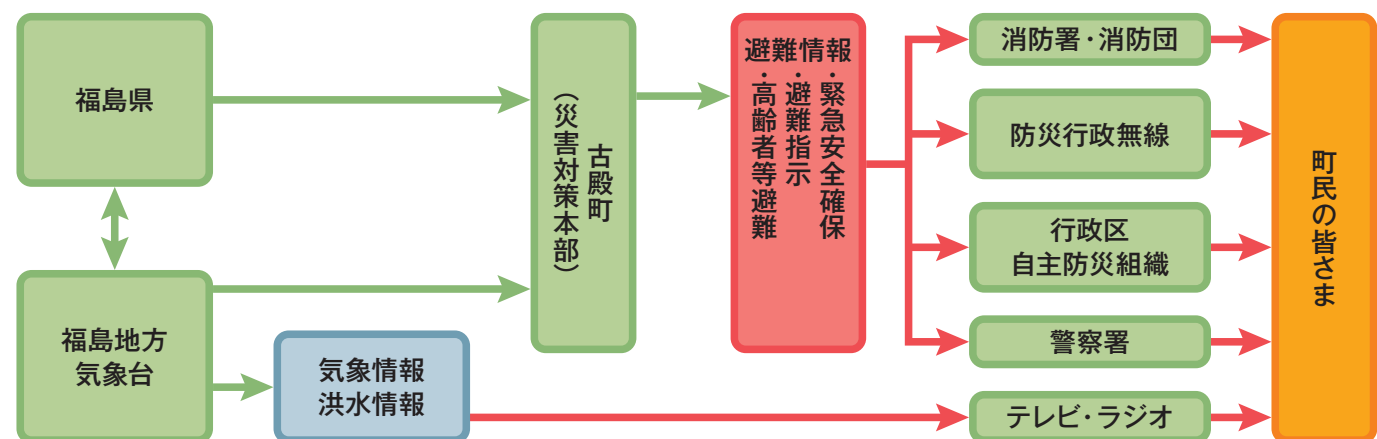 福島県
福島地方
気象台
気象情報
洪水情報
古殿町
（災害対策本部）
避難情報
・緊急安全確保
・避難指示
・高齢者等避難
消防署・消防団
防災行政無線
行政区
自主防災組織
警察署
テレビ・ラジオ
町民の皆さま